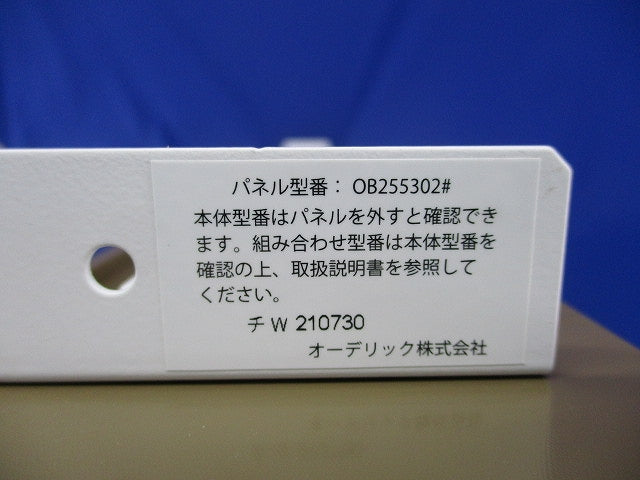 パネル型番： OB255302#
本体型番はパネルを外すと確認でき
ます。組み合わせ型番は本体型番を
確認の上、取扱説明書を参照して
ください。
チ W 210730
オーデリック株式会社